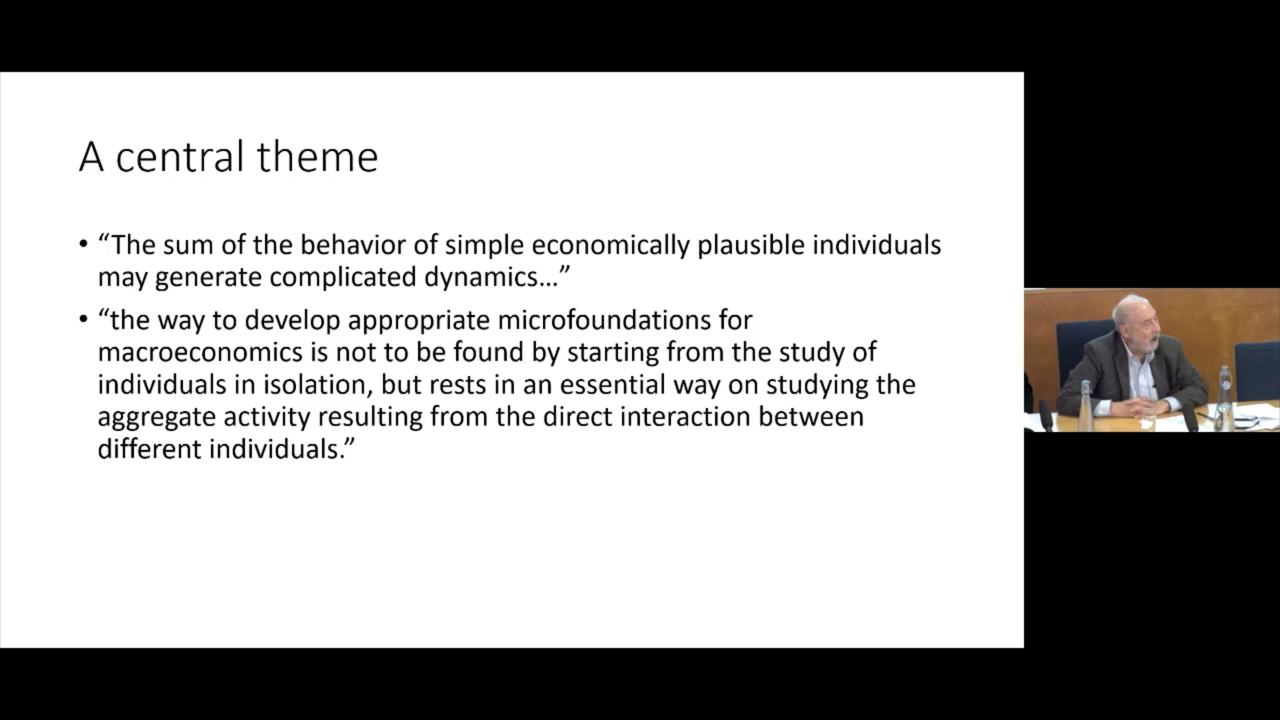 A central theme
• “The sum of the behavior of simple economically plausible individuals
may generate complicated dynamics…”
• “the way to develop appropriate microfoundations for
macroeconomics is not to be found by starting from the study of
individuals in isolation, but rests in an essential way on studying the
aggregate activity resulting from the direct interaction between
different individuals.”